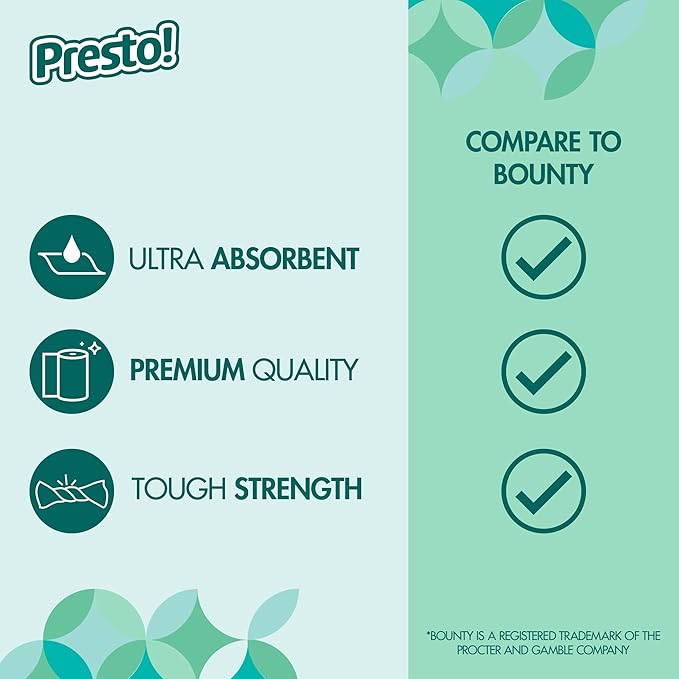 Presto!
COMPARE TO
BOUNTY
ULTRA ABSORBENT
PREMIUM QUALITY
TOUGH STRENGTH
*BOUNTY IS A REGISTERED TRADEMARK OF THE
PROCTER AND GAMBLE COMPANY